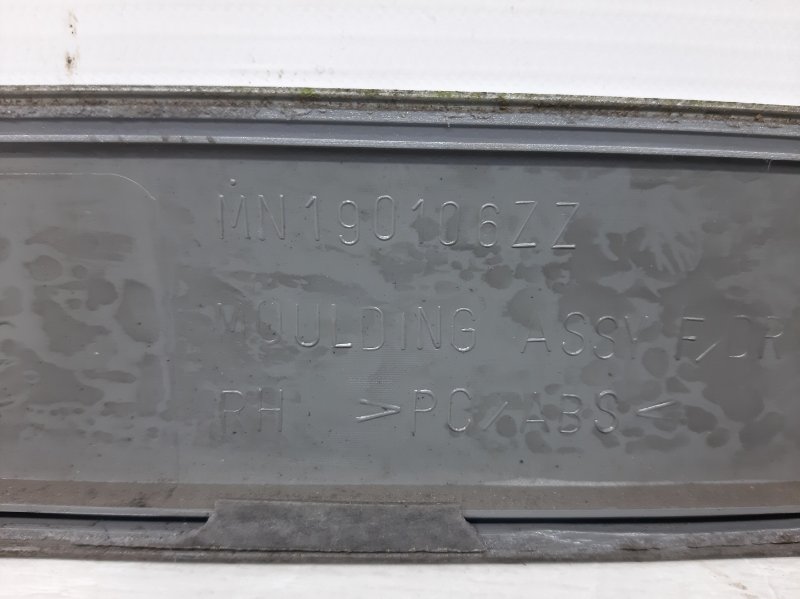 MN190106ZZ
MOULDING ASSY F/DR
RH >PC/ABS<